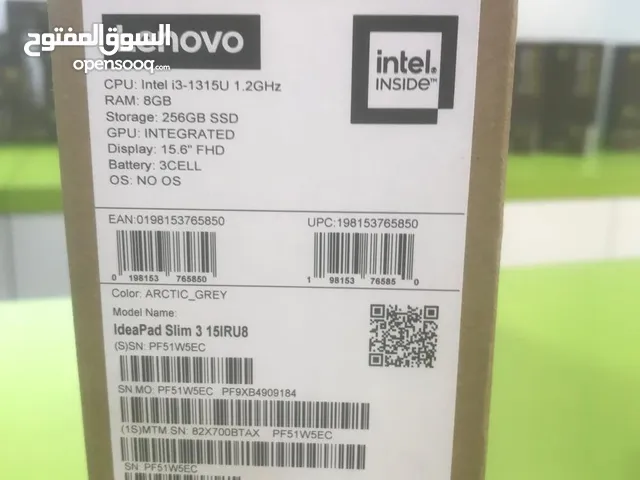 السوق المفتوح
opensooq.com
Lenovo
intel.
INSIDE™
CPU: Intel i3-1315U 1.2GHz
RAM: 8GB
Storage: 256GB SSD
GPU: INTEGRATED
Display: 15.6" FHD
Battery: 3CELL
OS: NO OS
EAN:0198153765850
UPC:198153765850
0 198153 765850
1 98153 76585 0
Color: ARCTIC_GREY
Model Name:
IdeaPad Slim 3 15IRU8
(S)SN: PF51W5EC
SN.MO: PF51W5EC PF9XB4909184
(1S)MTM.SN: 82X700BTAX PF51W5EC
SN PF51W5EC